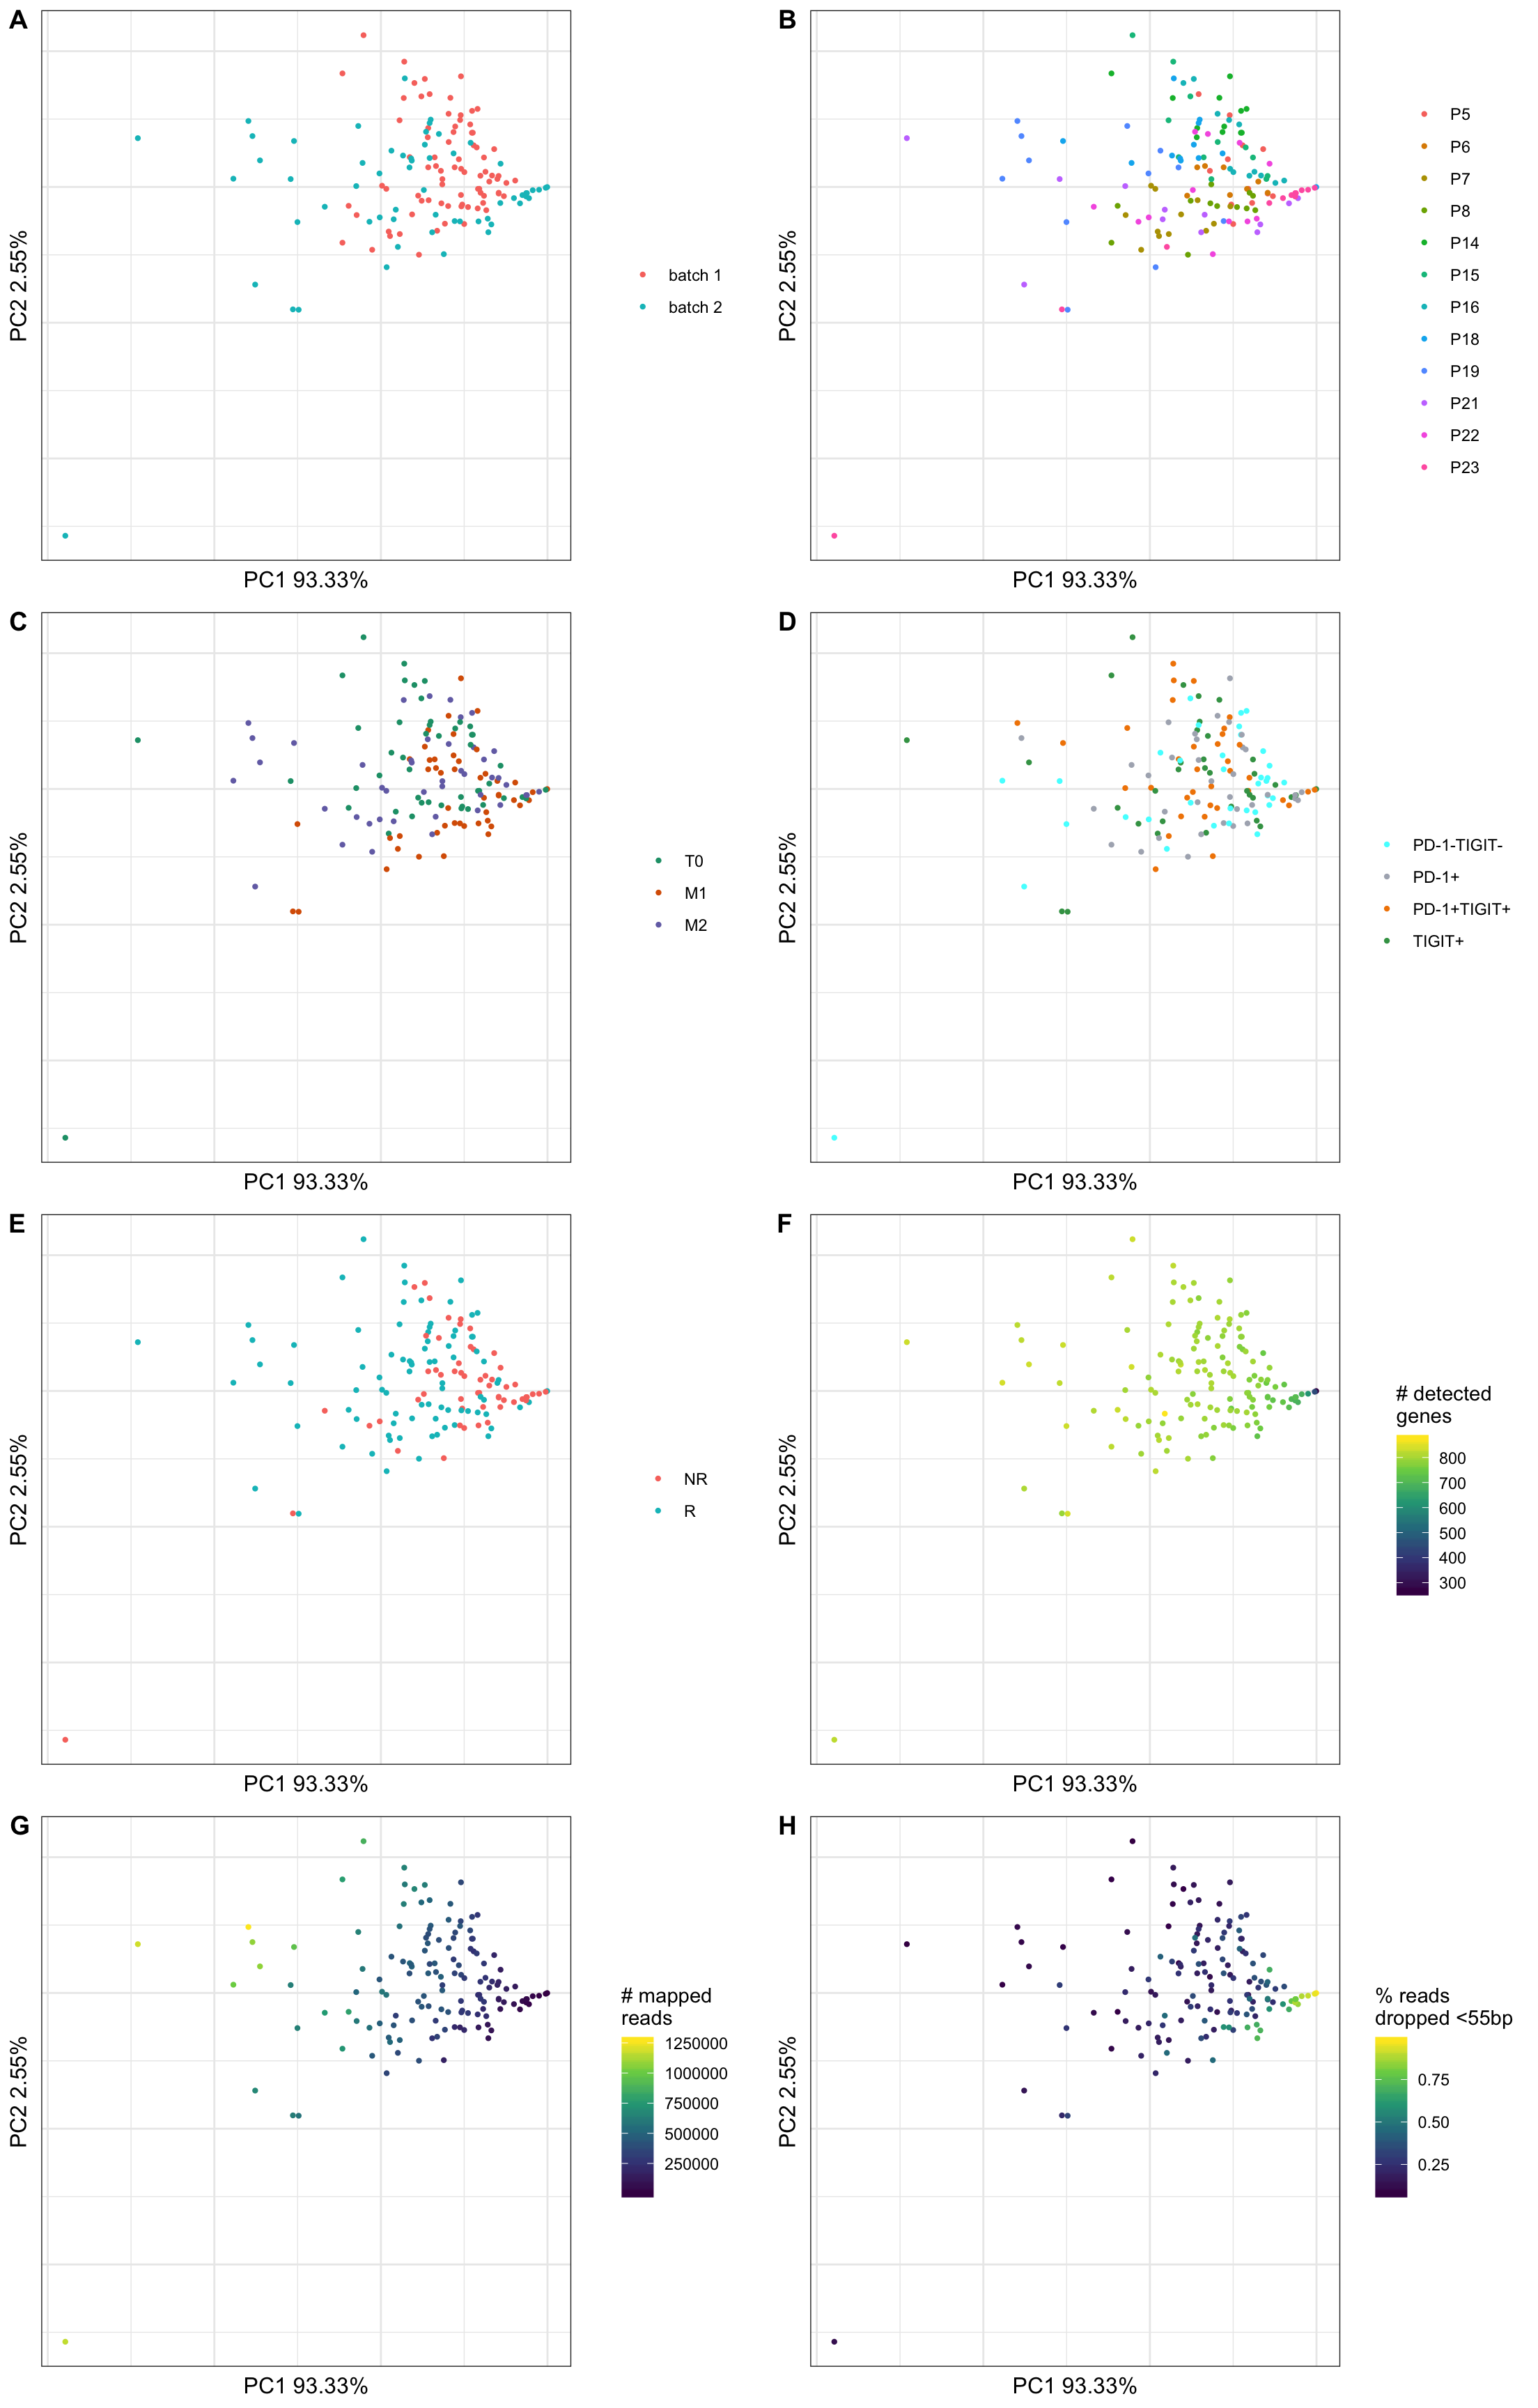 A
PC2 2.55%
PC1 93.33%
batch 1
batch 2
B
PC2 2.55%
PC1 93.33%
P5
P6
P7
P8
P14
P15
P16
P18
P19
P21
P22
P23
C
PC2 2.55%
PC1 93.33%
T0
M1
M2
D
PC2 2.55%
PC1 93.33%
PD-1-TIGIT-
PD-1+
PD-1+TIGIT+
TIGIT+
E
PC2 2.55%
PC1 93.33%
NR
R
F
PC2 2.55%
PC1 93.33%
# detected
genes
800
700
600
500
400
300
G
PC2 2.55%
PC1 93.33%
# mapped
reads
1250000
1000000
750000
500000
250000
H
PC2 2.55%
PC1 93.33%
% reads
dropped <55bp
0.75
0.50
0.25